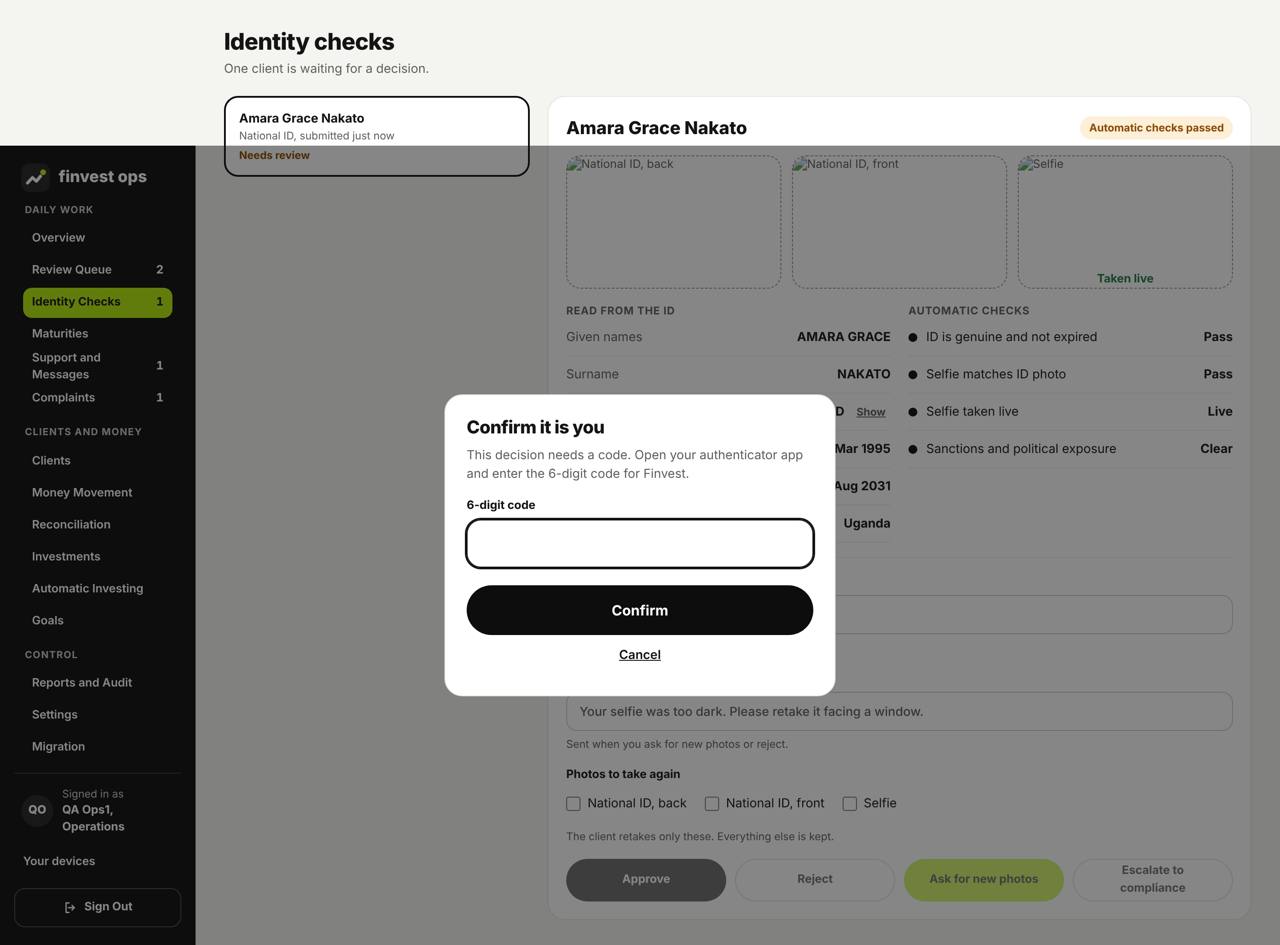 Identity checks
One client is waiting for a decision.
Amara Grace Nakato
National ID, submitted just now
Needs review
Amara Grace Nakato
Automatic checks passed
National ID, back
National ID, front
Selfie
Taken live
finvest ops
DAILY WORK
Overview
Review Queue 2
Identity Checks 1
Maturities
Support and
Messages 1
Complaints 1
CLIENTS AND MONEY
Clients
Money Movement
Reconciliation
Investments
Automatic Investing
Goals
CONTROL
Reports and Audit
Settings
Migration
QO
Signed in as
QA Ops1,
Operations
Your devices
Sign Out
READ FROM THE ID
Given names AMARA GRACE
Surname NAKATO
Show
Mar 1995
Aug 2031
Uganda
AUTOMATIC CHECKS
ID is genuine and not expired Pass
Selfie matches ID photo Pass
Selfie taken live Live
Sanctions and political exposure Clear
Confirm it is you
This decision needs a code. Open your authenticator app
and enter the 6-digit code for Finvest.
6-digit code
Confirm
Cancel
Your selfie was too dark. Please retake it facing a window.
Sent when you ask for new photos or reject.
Photos to take again
National ID, back
National ID, front
Selfie
The client retakes only these. Everything else is kept.
Approve
Reject
Ask for new photos
Escalate to
compliance